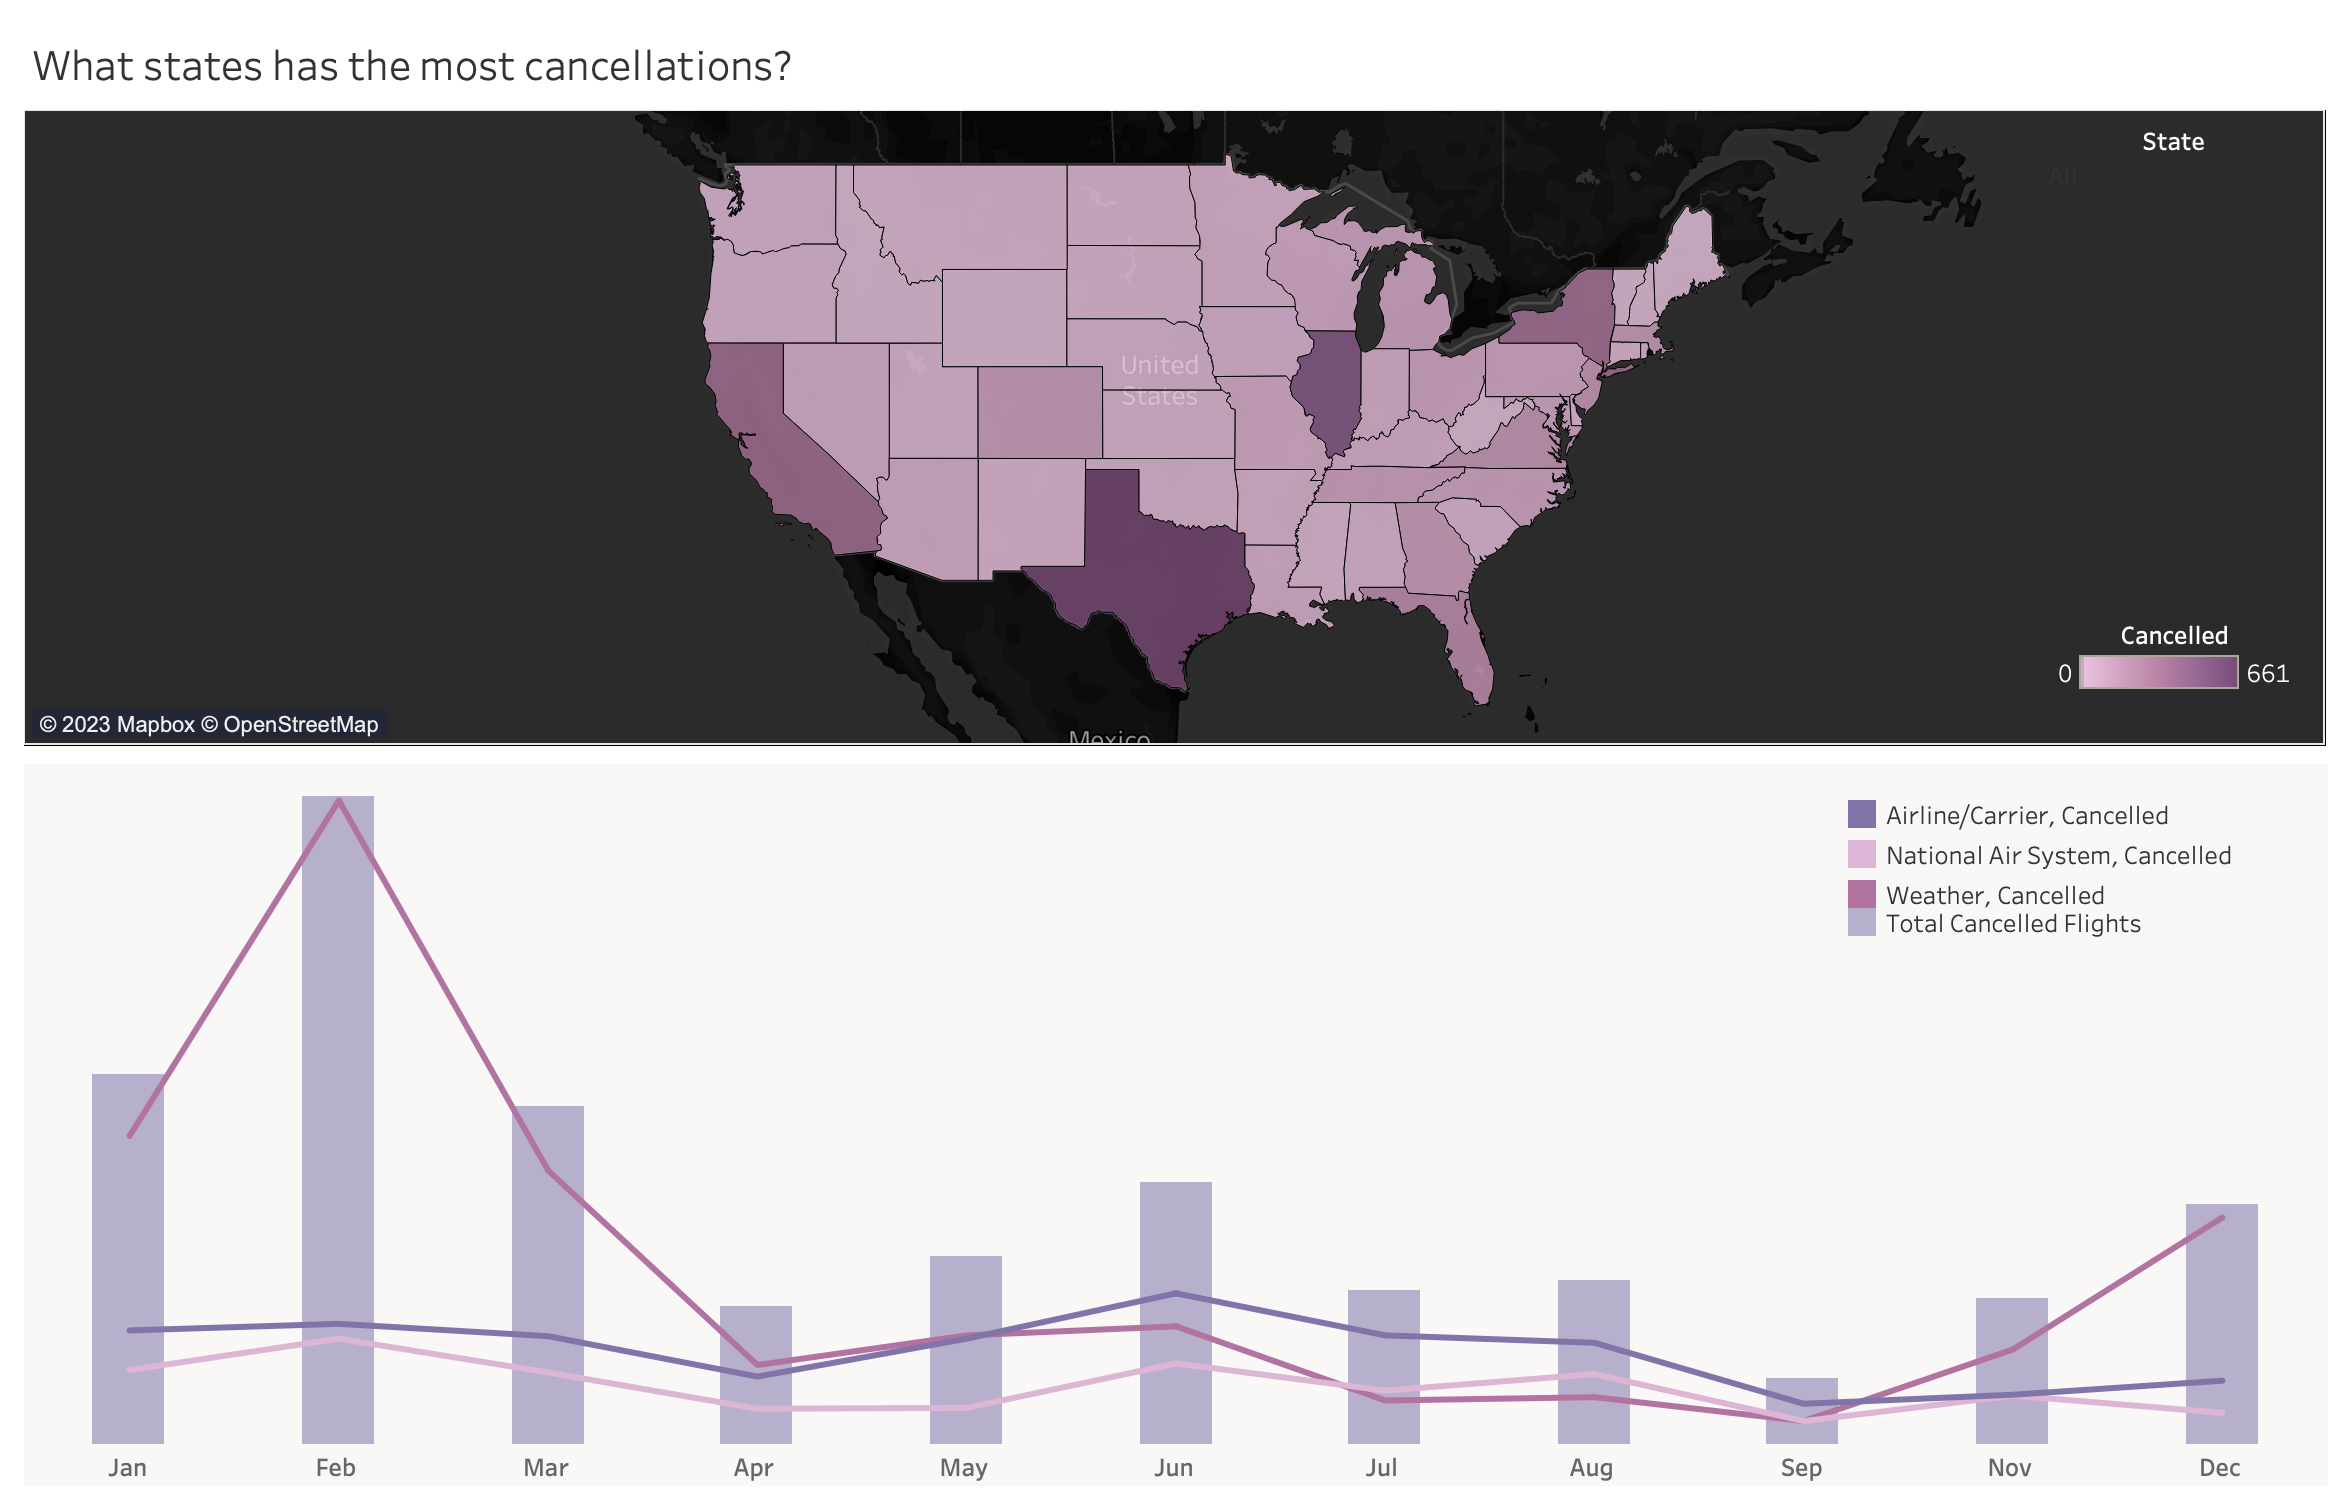 What states has the most cancellations?
State
All
United
States
Cancelled
0 661
© 2023 Mapbox © OpenStreetMap
Mexico
Airline/Carrier, Cancelled
National Air System, Cancelled
Weather, Cancelled
Total Cancelled Flights
Jan Feb Mar Apr May Jun Jul Aug Sep Nov Dec